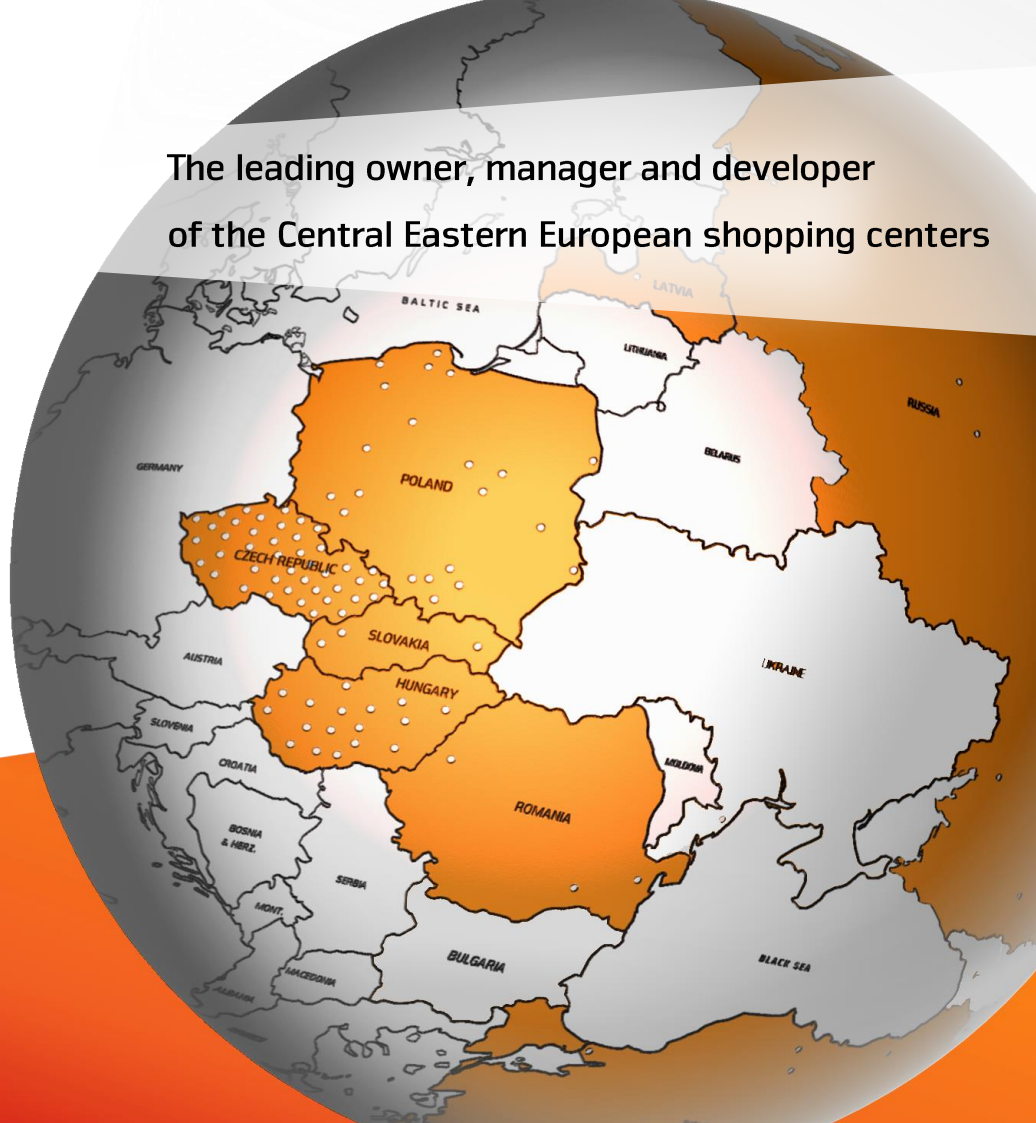 The leading owner, manager and developer
of the Central Eastern European shopping centers
LATVIA
BALTIC SEA
LITHUANIA
RUSSIA
BELARUS
GERMANY
POLAND
CZECH REPUBLIC
SLOVAKIA
AUSTRIA
UKRAINE
HUNGARY
SLOVENIA
CROATIA
MOLDOVA
ROMANIA
BOSNIA
& HERZ.
SERBIA
MONT.
BULGARIA
BLACK SEA
MACEDONIA
ALBANIA